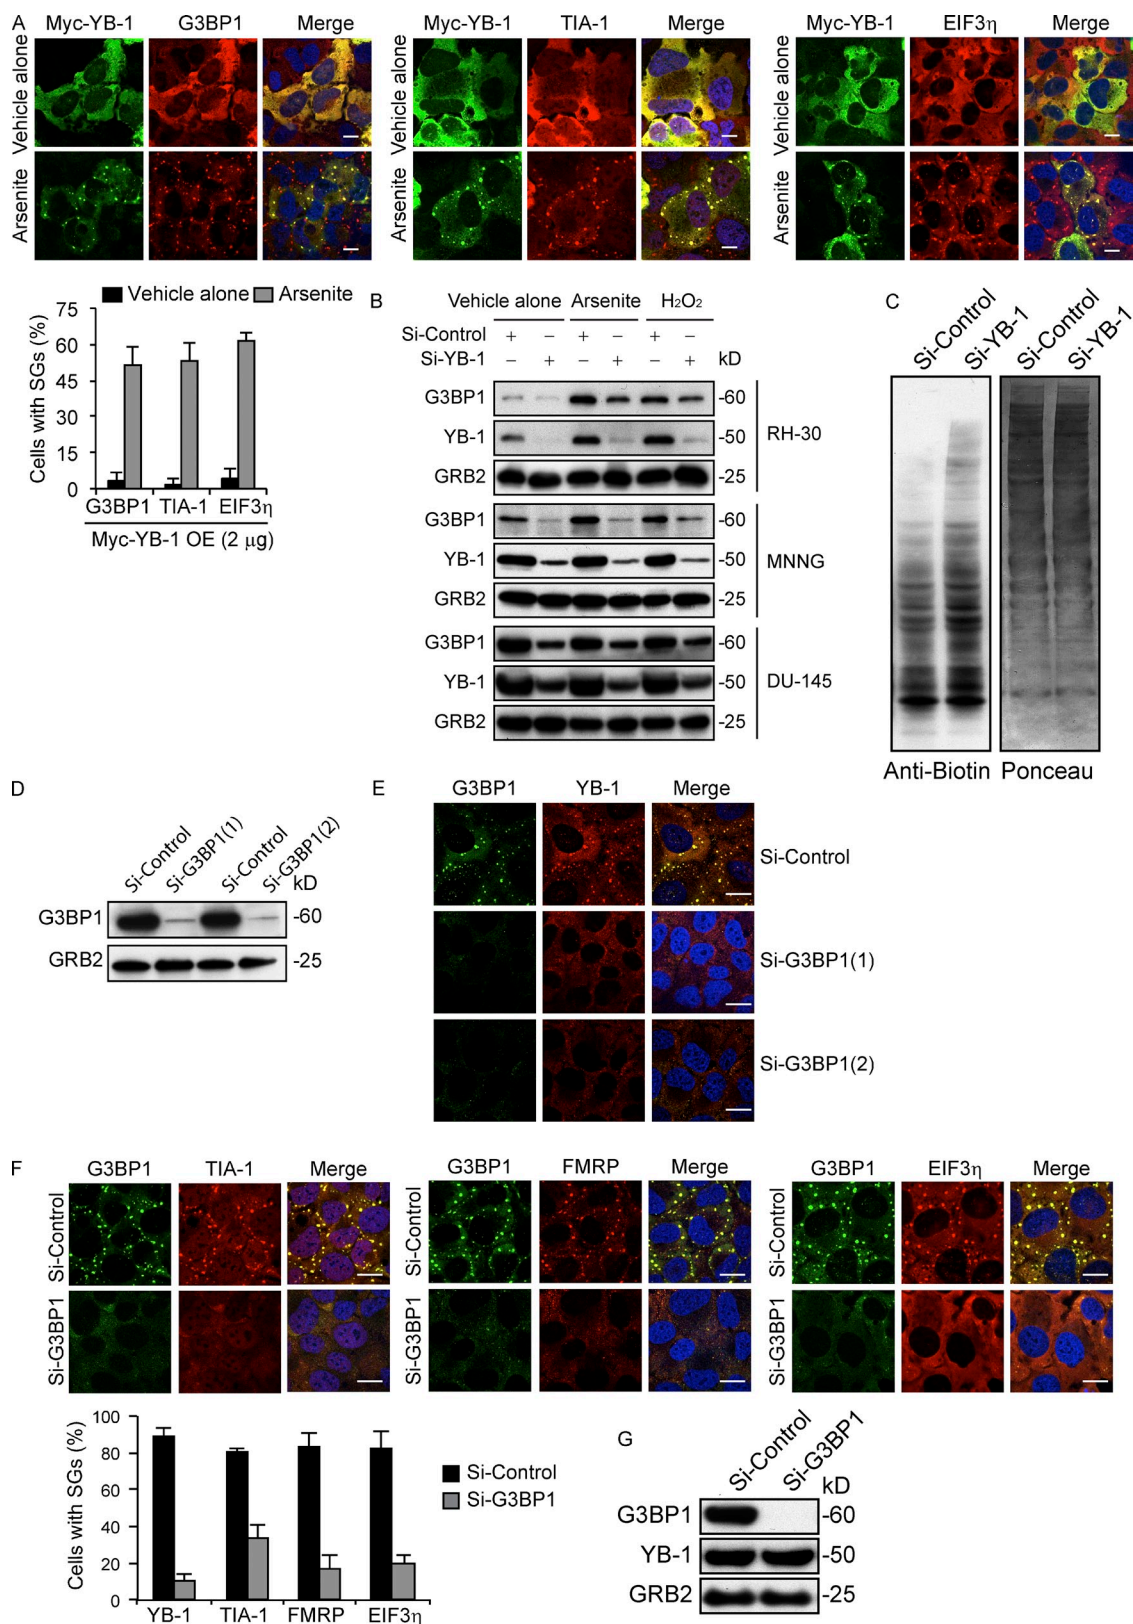 A
Myc-YB-1 G3BP1 Merge
Myc-YB-1 TIA-1 Merge
Myc-YB-1 EIF3η Merge
Vehicle alone
Arsenite
Vehicle alone
Arsenite
Vehicle alone
Arsenite
Vehicle alone Arsenite
Cells with SGs (%)
75
60
45
30
15
0
G3BP1 TIA-1 EIF3η
Myc-YB-1 OE (2 μg)
B
Vehicle alone Arsenite H2O2
Si-Control + – + – + –
Si-YB-1 – + – + – + kD
G3BP1 -60
YB-1 -50
GRB2 -25
RH-30
G3BP1 -60
YB-1 -50
GRB2 -25
MNNG
G3BP1 -60
YB-1 -50
GRB2 -25
DU-145
C
Si-Control Si-YB-1 Si-Control Si-YB-1
Anti-Biotin Ponceau
D
Si-Control Si-G3BP1(1) Si-Control Si-G3BP1(2) kD
G3BP1 -60
GRB2 -25
E
G3BP1 YB-1 Merge
Si-Control
Si-G3BP1(1)
Si-G3BP1(2)
F
G3BP1 TIA-1 Merge
G3BP1 FMRP Merge
G3BP1 EIF3η Merge
Si-Control
Si-G3BP1
Si-Control
Si-G3BP1
Si-Control
Si-G3BP1
Cells with SGs (%)
100
80
60
40
20
0
YB-1 TIA-1 FMRP EIF3η
Si-Control
Si-G3BP1
G
Si-Control Si-G3BP1 kD
G3BP1 -60
YB-1 -50
GRB2 -25